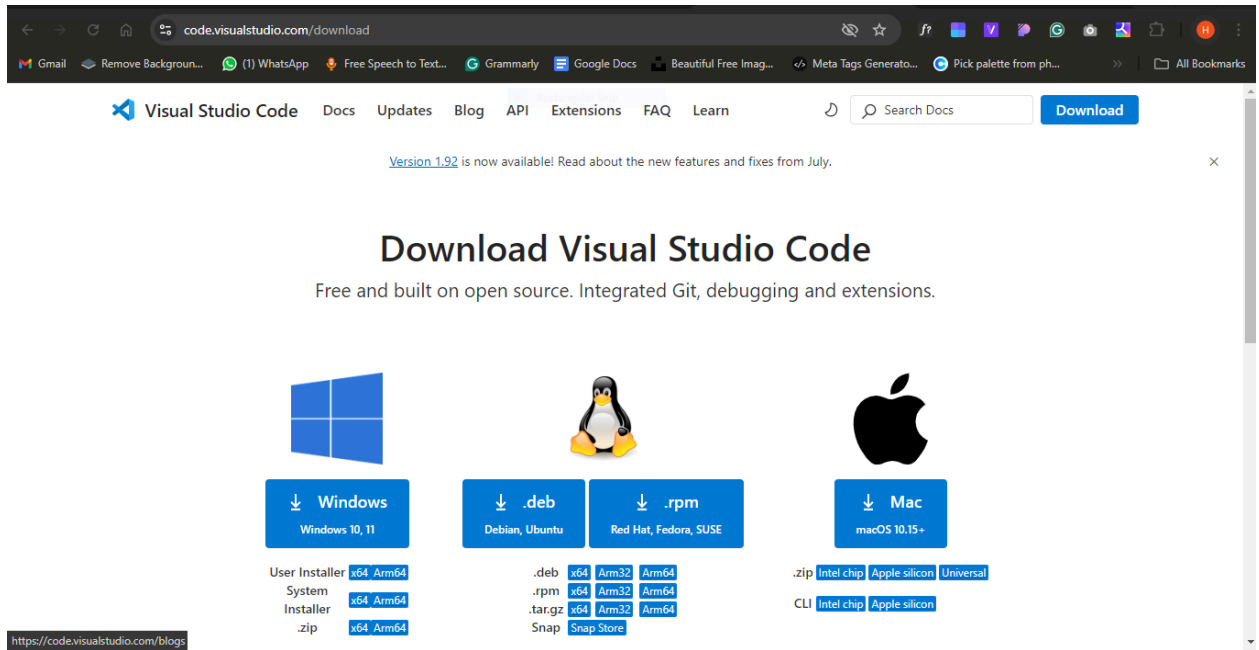 code.visualstudio.com/download
f?
V
G
H
Gmail Remove Backgroun... (1) WhatsApp Free Speech to Text... Grammarly Google Docs Beautiful Free Imag... Meta Tags Generato... Pick palette from ph... All Bookmarks
Visual Studio Code Docs Updates Blog API Extensions FAQ Learn Search Docs Download
Version 1.92 is now available! Read about the new features and fixes from July.
Download Visual Studio Code
Free and built on open source. Integrated Git, debugging and extensions.
Windows
Windows 10, 11
.deb
Debian, Ubuntu
.rpm
Red Hat, Fedora, SUSE
Mac
macOS 10.15+
User Installer x64 Arm64
System Installer x64 Arm64
.zip x64 Arm64
.deb x64 Arm32 Arm64
.rpm x64 Arm32 Arm64
.tar.gz x64 Arm32 Arm64
Snap Snap Store
.zip Intel chip Apple silicon Universal
CLI Intel chip Apple silicon
https://code.visualstudio.com/blogs